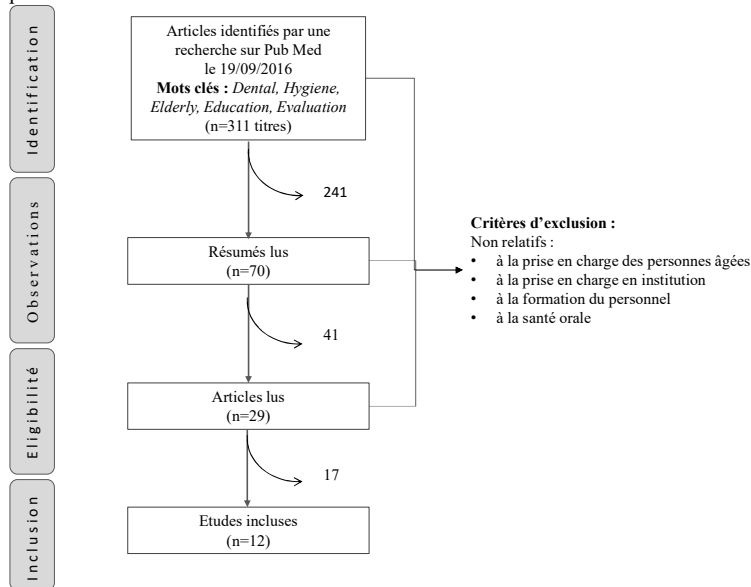 Identification
Articles identifiés par une
recherche sur Pub Med
le 19/09/2016
Mots clés : Dental, Hygiene,
Elderly, Education, Evaluation
(n=311 titres)
241
Observations
Résumés lus
(n=70)
Critères d’exclusion :
Non relatifs :
• à la prise en charge des personnes âgées
• à la prise en charge en institution
• à la formation du personnel
• à la santé orale
41
Eligibilité
Articles lus
(n=29)
17
Inclusion
Etudes incluses
(n=12)